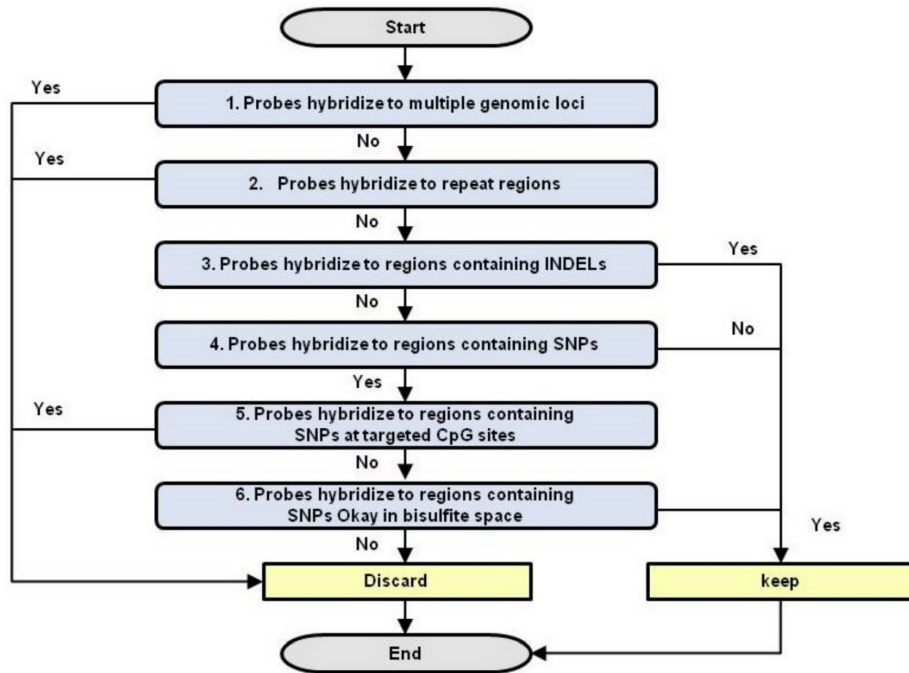 Start
Yes
1. Probes hybridize to multiple genomic loci
No
Yes
2. Probes hybridize to repeat regions
No
3. Probes hybridize to regions containing INDELs
Yes
No
4. Probes hybridize to regions containing SNPs
No
Yes
Yes
5. Probes hybridize to regions containing
SNPs at targeted CpG sites
No
6. Probes hybridize to regions containing
SNPs Okay in bisulfite space
Yes
No
Discard
keep
End